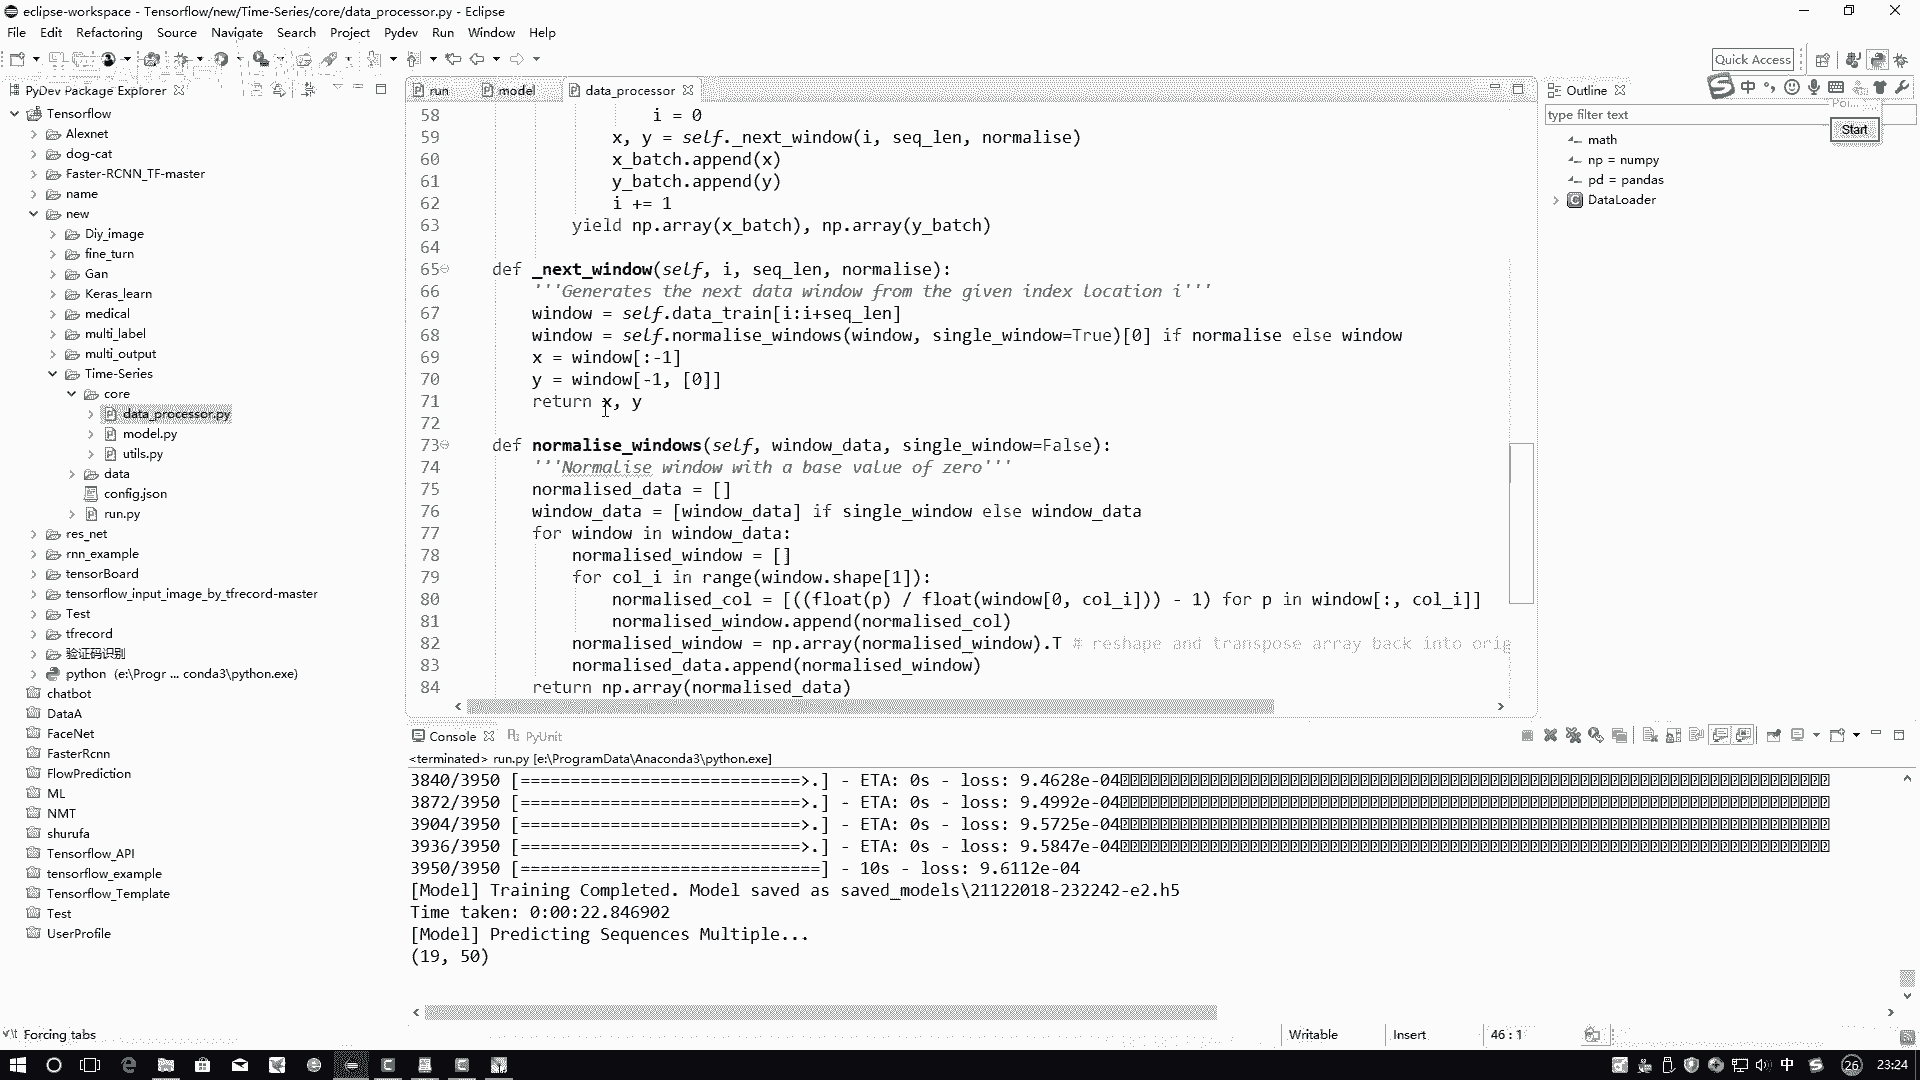 eclipse-workspace - Tensorflow/new/Time-Series/core/data_processor.py - Eclipse
File Edit Refactoring Source Navigate Search Project Pydev Run Window Help
Quick Access
PyDev Package Explorer
Tensorflow
Alexnet
dog-cat
Faster-RCNN_TF-master
name
new
Diy_image
fine_turn
Gan
Keras_learn
medical
multi_label
multi_output
Time-Series
core
data_processor.py
model.py
utils.py
data
config.json
run.py
res_net
rnn_example
tensorBoard
tensorflow_input_image_by_tfrecord-master
Test
tfrecord
验证码识别
python (e:\Progr ... conda3\python.exe)
chatbot
DataA
FaceNet
FasterRcnn
FlowPrediction
ML
NMT
shurufa
Tensorflow_API
tensorflow_example
Tensorflow_Template
Test
UserProfile
run model data_processor
58 i = 0
59 x, y = self._next_window(i, seq_len, normalise)
60 x_batch.append(x)
61 y_batch.append(y)
62 i += 1
63 yield np.array(x_batch), np.array(y_batch)
64
65 def _next_window(self, i, seq_len, normalise):
66 '''Generates the next data window from the given index location i'''
67 window = self.data_train[i:i+seq_len]
68 window = self.normalise_windows(window, single_window=True)[0] if normalise else window
69 x = window[:-1]
70 y = window[-1, [0]]
71 return x, y
72
73 def normalise_windows(self, window_data, single_window=False):
74 '''Normalise window with a base value of zero'''
75 normalised_data = []
76 window_data = [window_data] if single_window else window_data
77 for window in window_data:
78 normalised_window = []
79 for col_i in range(window.shape[1]):
80 normalised_col = [((float(p) / float(window[0, col_i])) - 1) for p in window[:, col_i]]
81 normalised_window.append(normalised_col)
82 normalised_window = np.array(normalised_window).T # reshape and transpose array back into orig
83 normalised_data.append(normalised_window)
84 return np.array(normalised_data)
Outline
中
type filter text
Start
math
np = numpy
pd = pandas
DataLoader
Console PyUnit
<terminated> run.py [e:\ProgramData\Anaconda3\python.exe]
3840/3950 [============================>.] - ETA: 0s - loss: 9.4628e-04
3872/3950 [============================>.] - ETA: 0s - loss: 9.4992e-04
3904/3950 [============================>.] - ETA: 0s - loss: 9.5725e-04
3936/3950 [============================>.] - ETA: 0s - loss: 9.5847e-04
3950/3950 [==============================] - 10s - loss: 9.6112e-04
[Model] Training Completed. Model saved as saved_models\21122018-232242-e2.h5
Time taken: 0:00:22.846902
[Model] Predicting Sequences Multiple...
(19, 50)
Forcing tabs Writable Insert 46 : 1
中 26 23:24